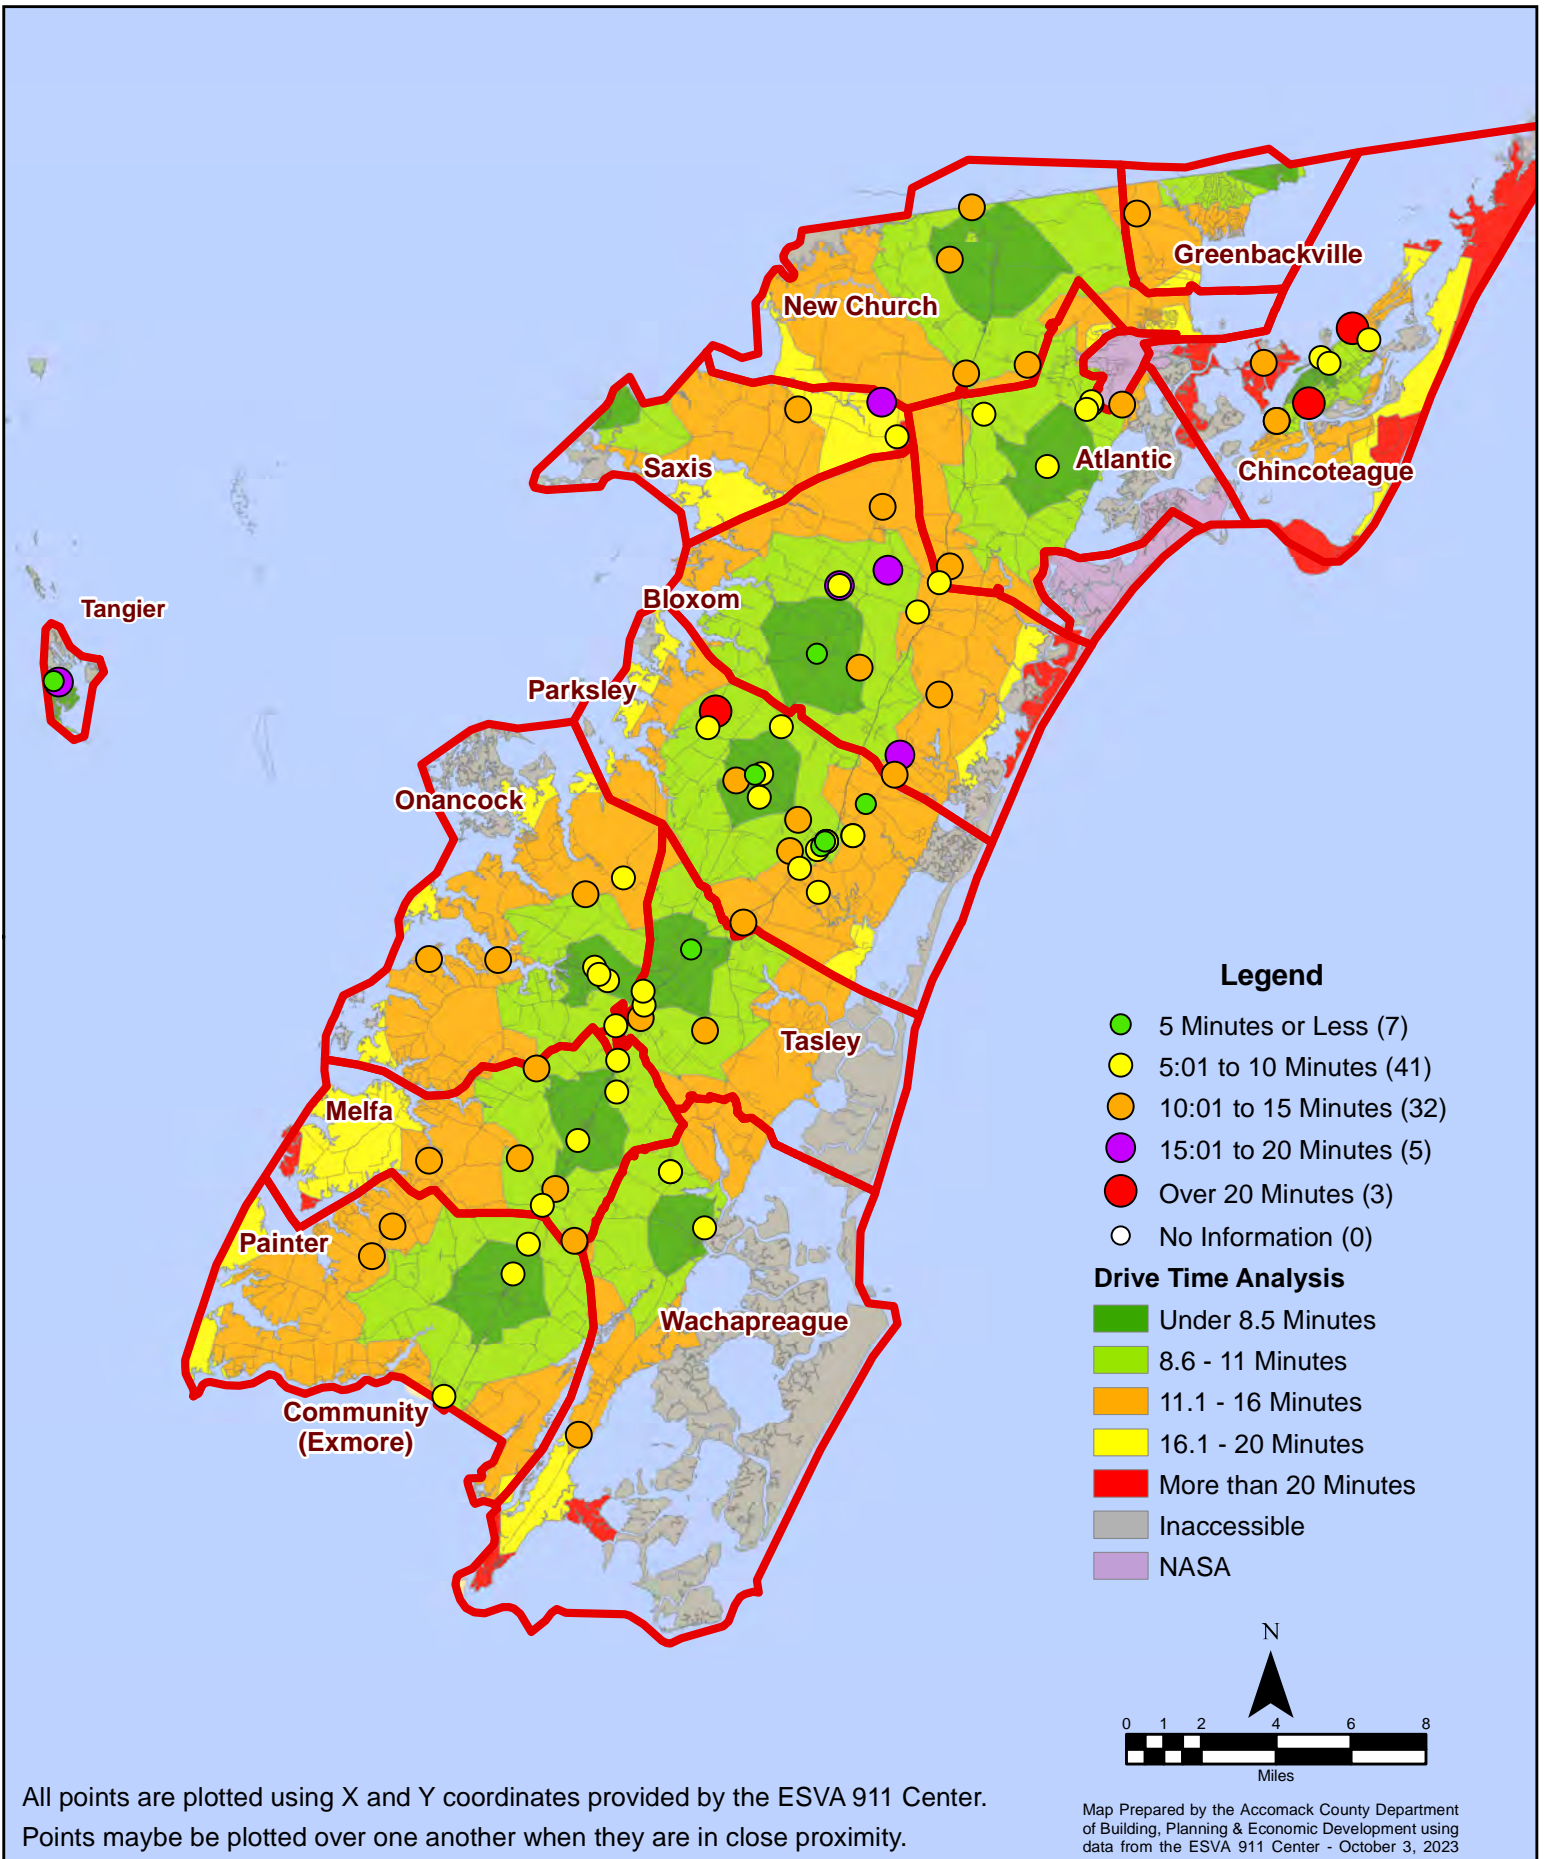 Greenbackville
New Church
Saxis
Atlantic
Chincoteague
Bloxom
Tangier
Parksley
Onancock
Tasley
Melfa
Painter
Wachapreague
Community
(Exmore)
Legend
5 Minutes or Less (7)
5:01 to 10 Minutes (41)
10:01 to 15 Minutes (32)
15:01 to 20 Minutes (5)
Over 20 Minutes (3)
No Information (0)
Drive Time Analysis
Under 8.5 Minutes
8.6 - 11 Minutes
11.1 - 16 Minutes
16.1 - 20 Minutes
More than 20 Minutes
Inaccessible
NASA
N
0 1 2 4 6 8
Miles
All points are plotted using X and Y coordinates provided by the ESVA 911 Center.
Points maybe be plotted over one another when they are in close proximity.
Map Prepared by the Accomack County Department
of Building, Planning & Economic Development using
data from the ESVA 911 Center - October 3, 2023